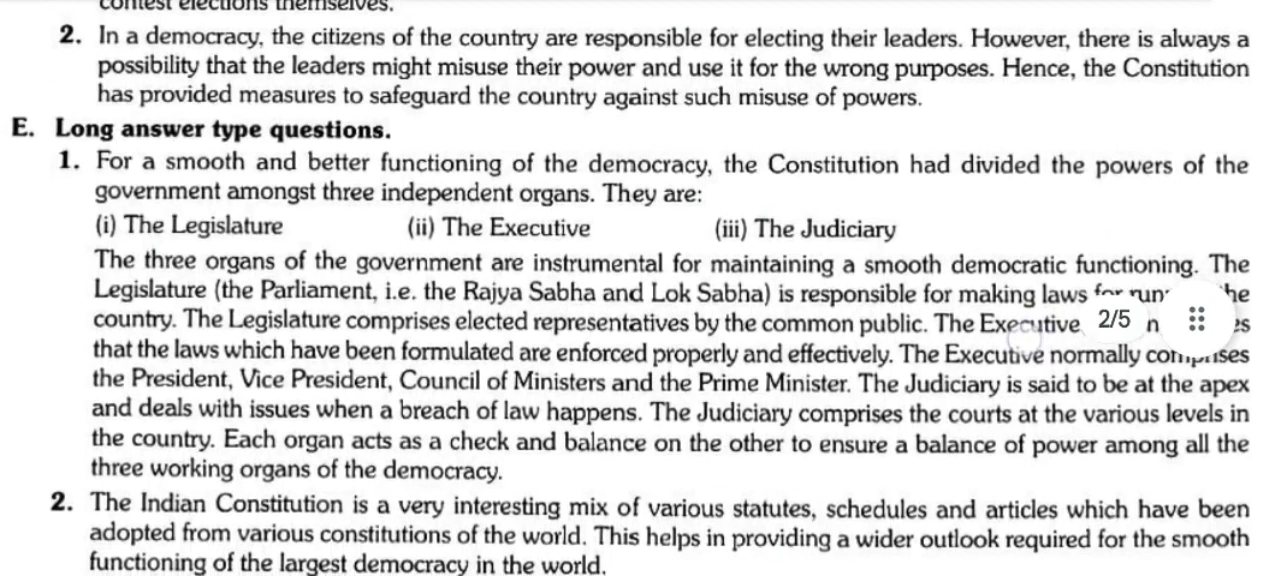 contest elections themselves.
2. In a democracy, the citizens of the country are responsible for electing their leaders. However, there is always a
possibility that the leaders might misuse their power and use it for the wrong purposes. Hence, the Constitution
has provided measures to safeguard the country against such misuse of powers.
E. Long answer type questions.
1. For a smooth and better functioning of the democracy, the Constitution had divided the powers of the
government amongst three independent organs. They are:
(i) The Legislature (ii) The Executive (iii) The Judiciary
The three organs of the government are instrumental for maintaining a smooth democratic functioning. The
Legislature (the Parliament, i.e. the Rajya Sabha and Lok Sabha) is responsible for making laws for
country. The Legislature comprises elected representatives by the common public. The Executive 2/5
that the laws which have been formulated are enforced properly and effectively. The Executive normally comprises
the President, Vice President, Council of Ministers and the Prime Minister. The Judiciary is said to be at the apex
and deals with issues when a breach of law happens. The Judiciary comprises the courts at the various levels in
the country. Each organ acts as a check and balance on the other to ensure a balance of power among all the
three working organs of the democracy.
2. The Indian Constitution is a very interesting mix of various statutes, schedules and articles which have been
adopted from various constitutions of the world. This helps in providing a wider outlook required for the smooth
functioning of the largest democracy in the world.